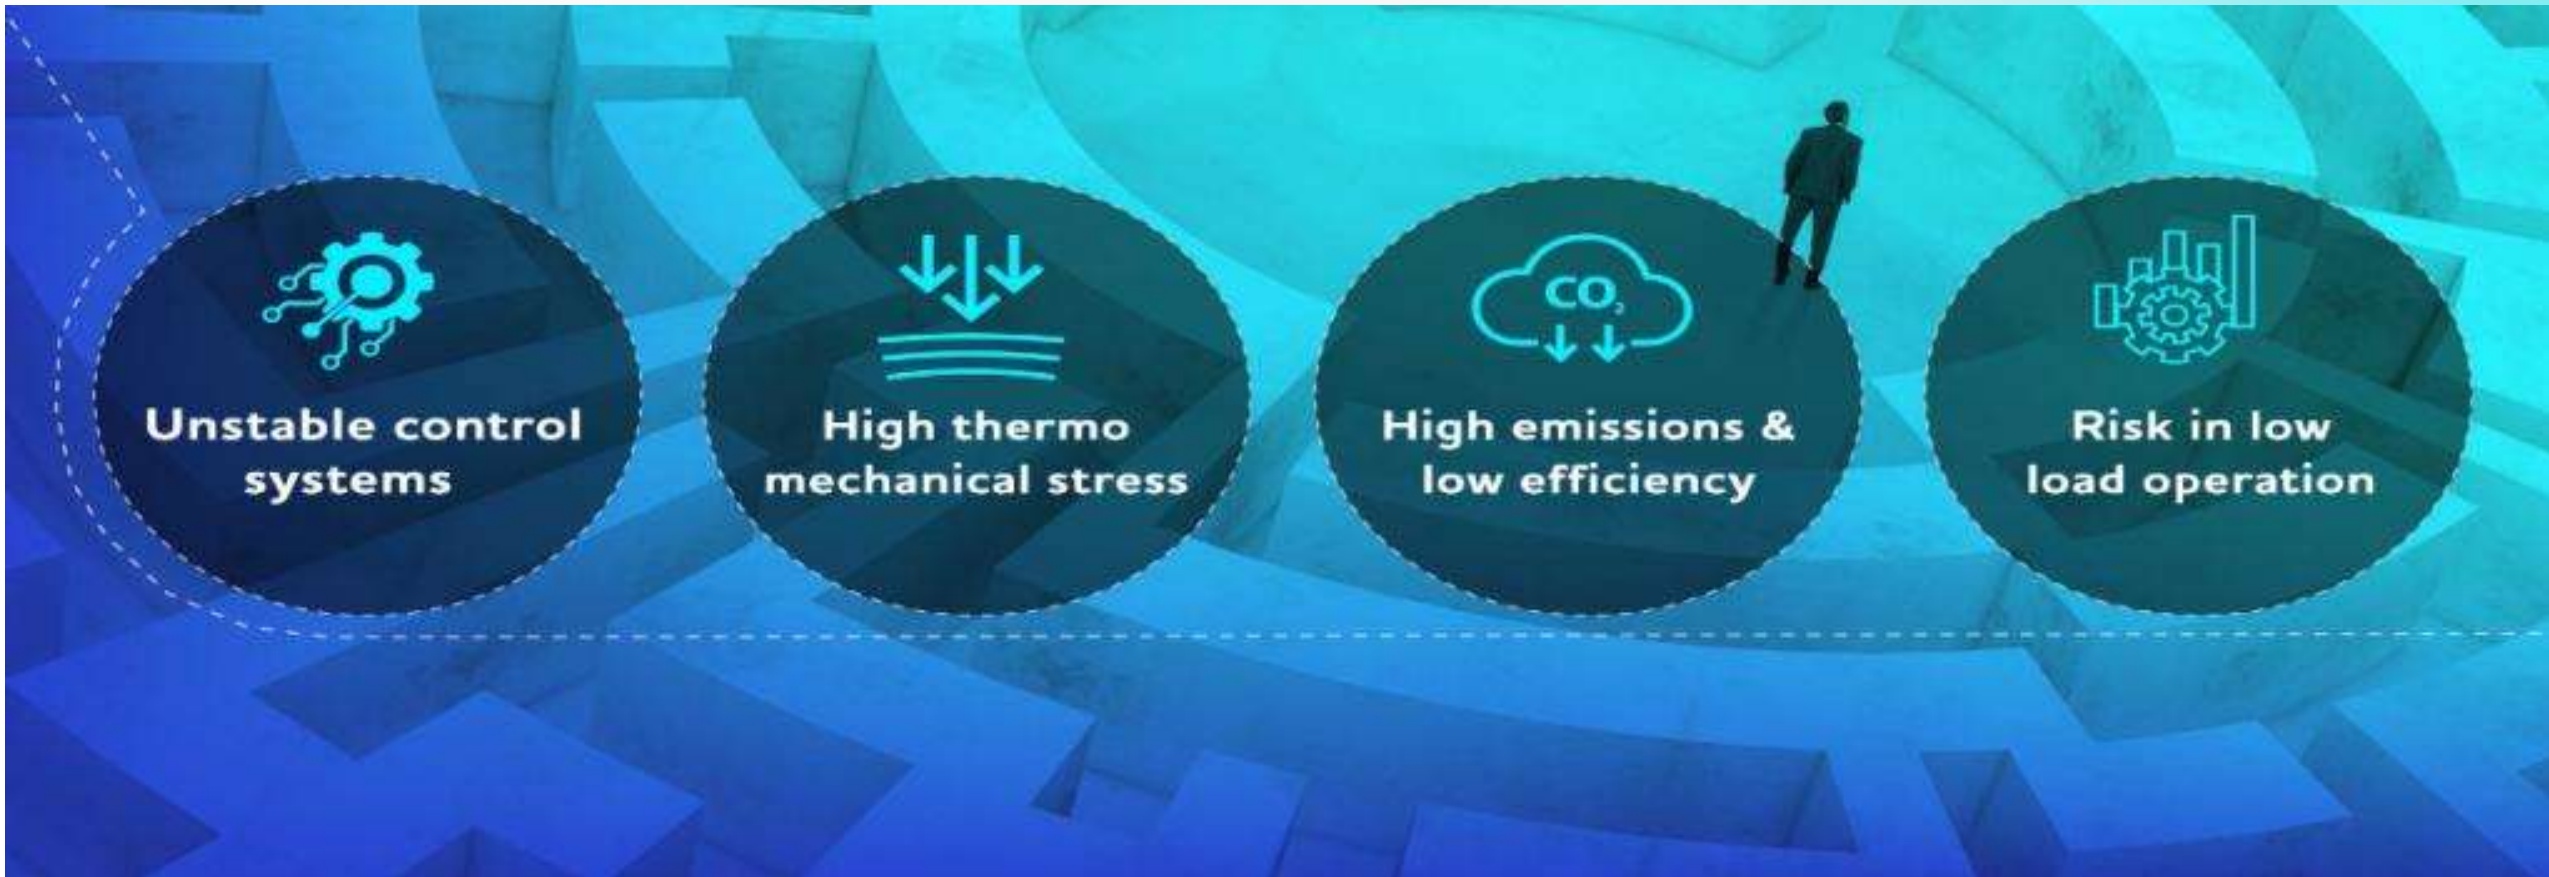 Unstable control
systems
High thermo
mechanical stress
CO₂
High emissions &
low efficiency
Risk in low
load operation